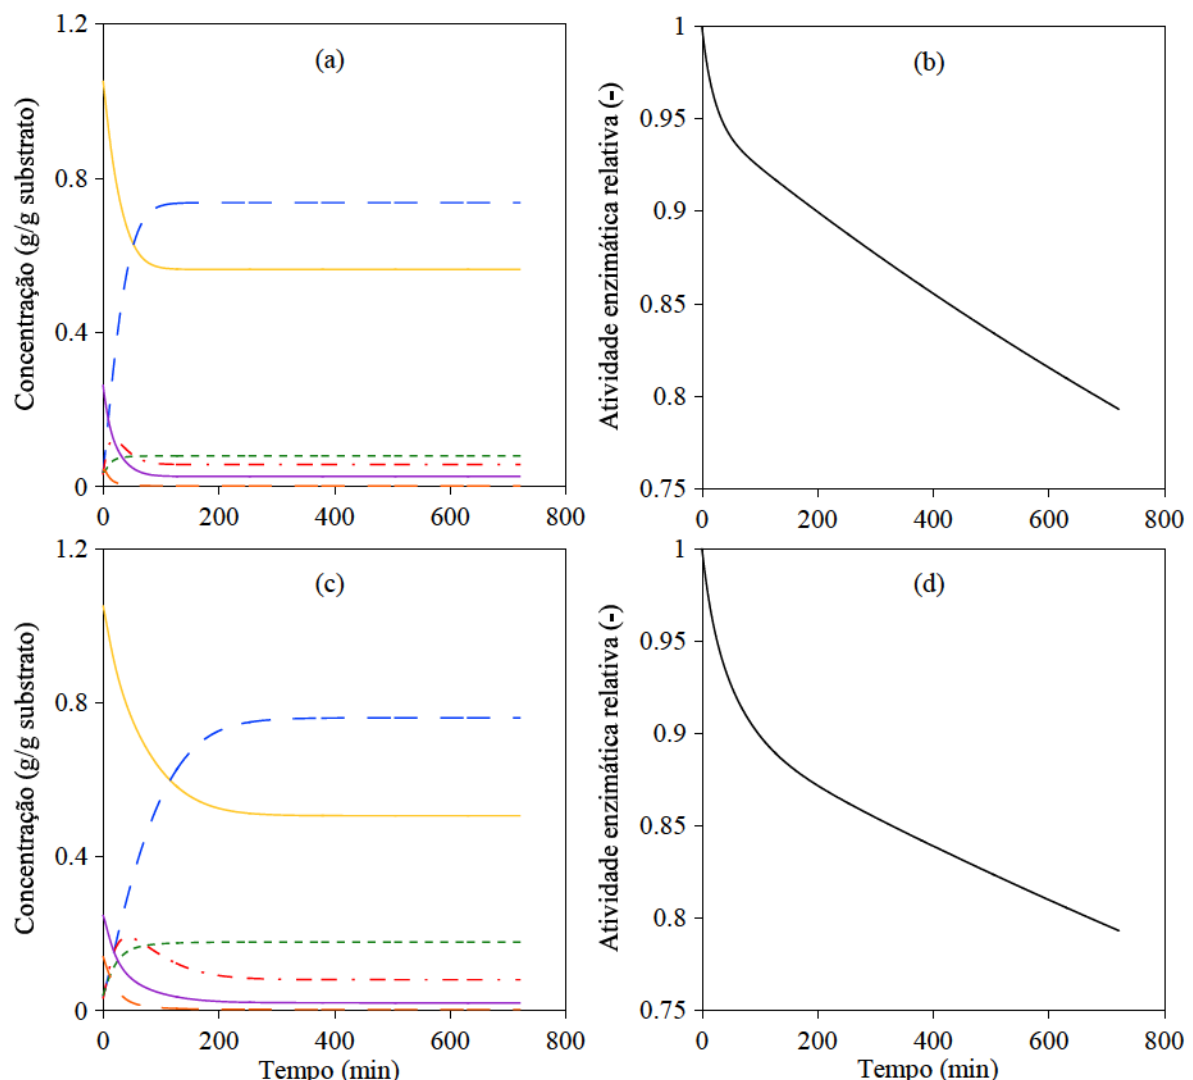 1.2
(a)
0.8
0.4
0
0 200 400 600 800
Concentração (g/g substrato)
1
(b)
0.95
0.9
0.85
0.8
0.75
0 200 400 600 800
Atividade enzimática relativa (-)
1.2
(c)
0.8
0.4
0
0 200 400 600 800
Concentração (g/g substrato)
Tempo (min)
1
(d)
0.95
0.9
0.85
0.8
0.75
0 200 400 600 800
Atividade enzimática relativa (-)
Tempo (min)